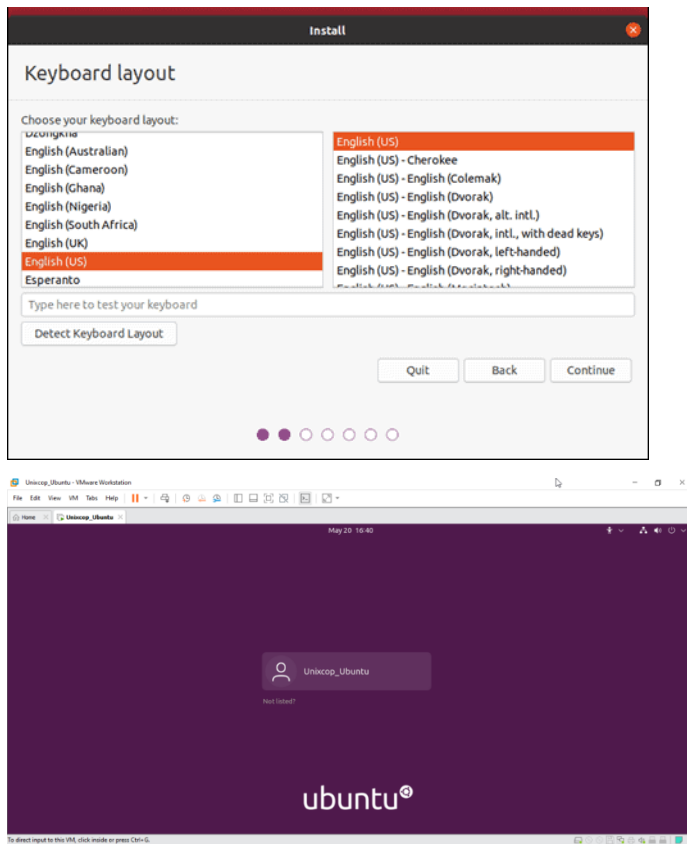 Install
Keyboard layout
Choose your keyboard layout:
Dzongkha
English (Australian)
English (Cameroon)
English (Ghana)
English (Nigeria)
English (South Africa)
English (UK)
English (US)
Esperanto
English (US)
English (US) - Cherokee
English (US) - English (Colemak)
English (US) - English (Dvorak)
English (US) - English (Dvorak, alt. intl.)
English (US) - English (Dvorak, intl., with dead keys)
English (US) - English (Dvorak, left-handed)
English (US) - English (Dvorak, right-handed)
English (US) - English (Macintosh)
Type here to test your keyboard
Detect Keyboard Layout
Quit Back Continue
Unixcop_Ubuntu - VMware Workstation
File Edit View VM Tabs Help
Home Unixcop_Ubuntu
May 20 16:40
Unixcop_Ubuntu
Not listed?
ubuntu
To direct input to this VM, click inside or press Ctrl+G.